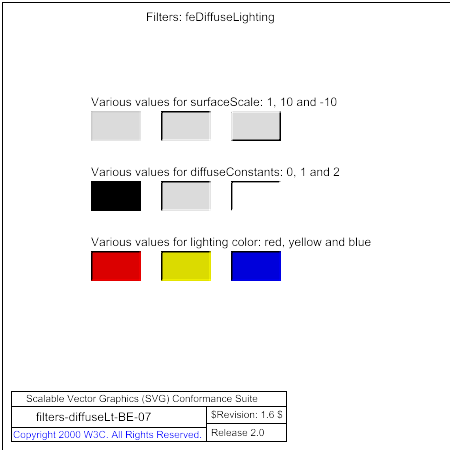 Filters: feDiffuseLighting
Various values for surfaceScale: 1, 10 and -10
Various values for diffuseConstants: 0, 1 and 2
Various values for lighting color: red, yellow and blue
Scalable Vector Graphics (SVG) Conformance Suite
filters-diffuseLt-BE-07
$Revision: 1.6 $
Copyright 2000 W3C. All Rights Reserved.
Release 2.0